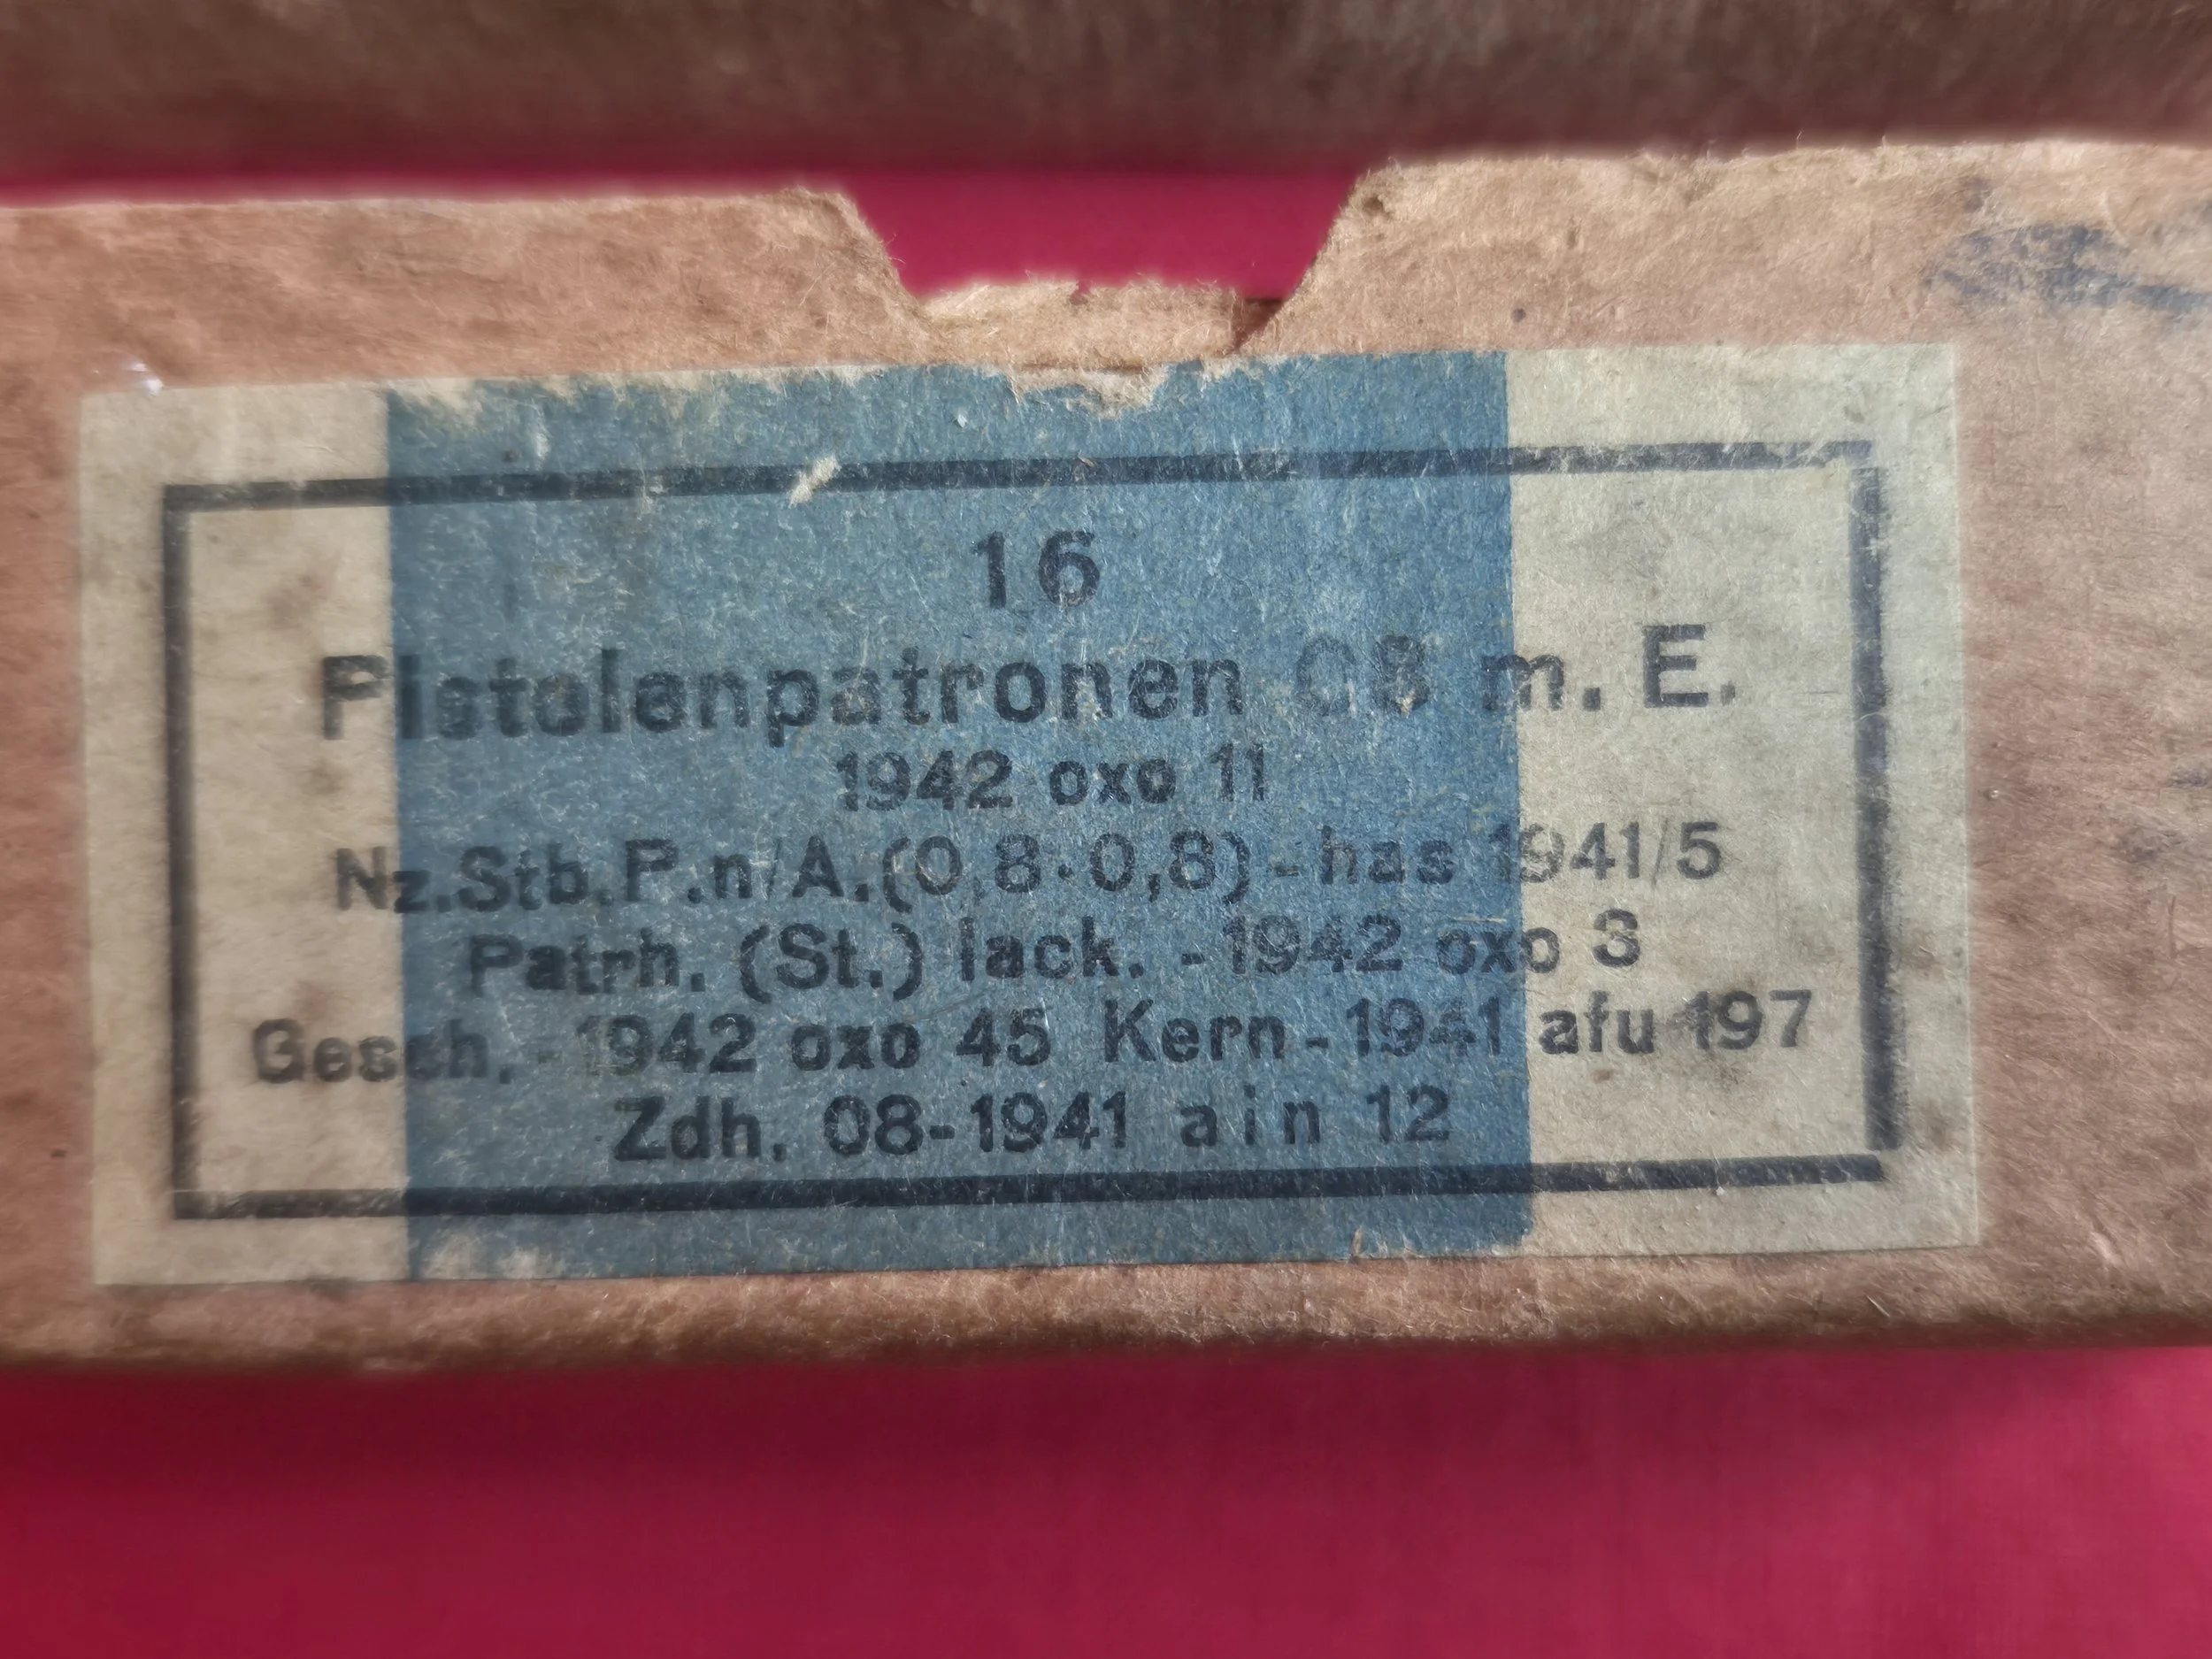 16
Pistolenpatronen 08 m. E.
1942 oxo 11
Nz.Stb.P.n/A.(0,8·0,8)-has 1941/5
Patrh. (St.) lack. -1942 oxo 3
Gesch.-1942 oxo 45 Kern-1941 afu 197
Zdh. 08-1941 ain 12